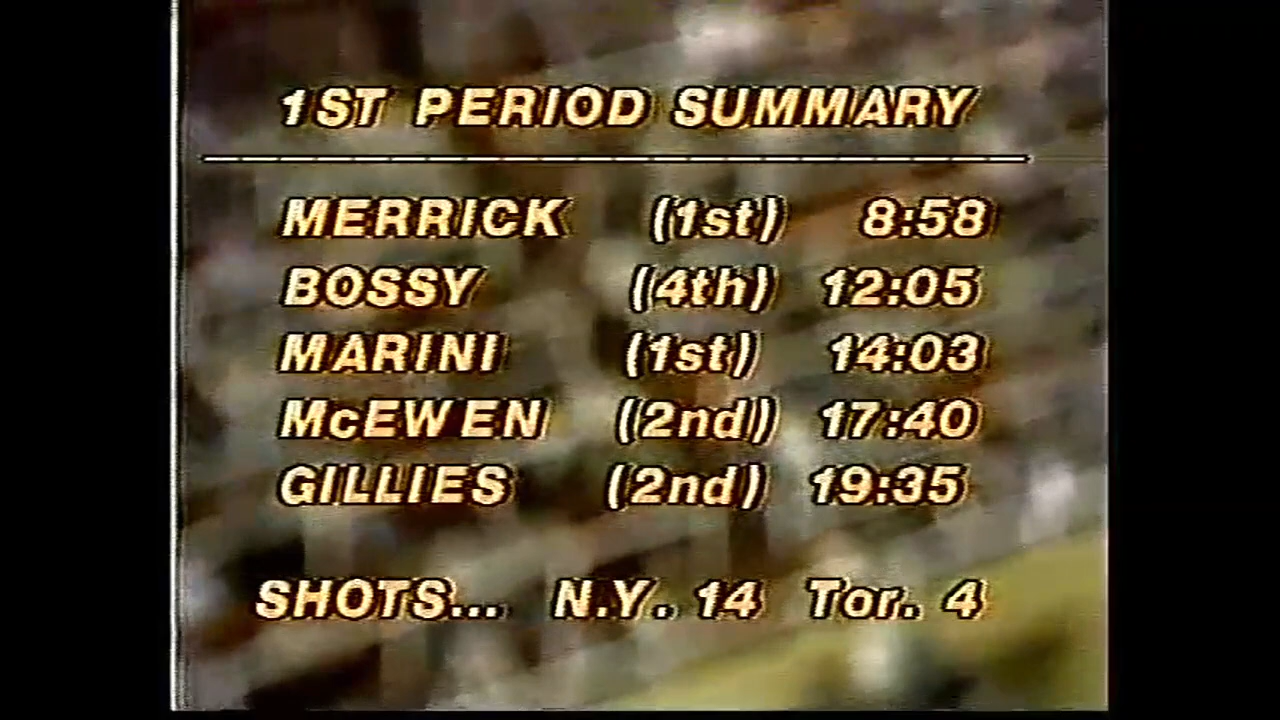 1ST PERIOD SUMMARY
MERRICK (1st) 8:58
BOSSY (4th) 12:05
MARINI (1st) 14:03
McEWEN (2nd) 17:40
GILLIES (2nd) 19:35
SHOTS... N.Y. 14 Tor. 4